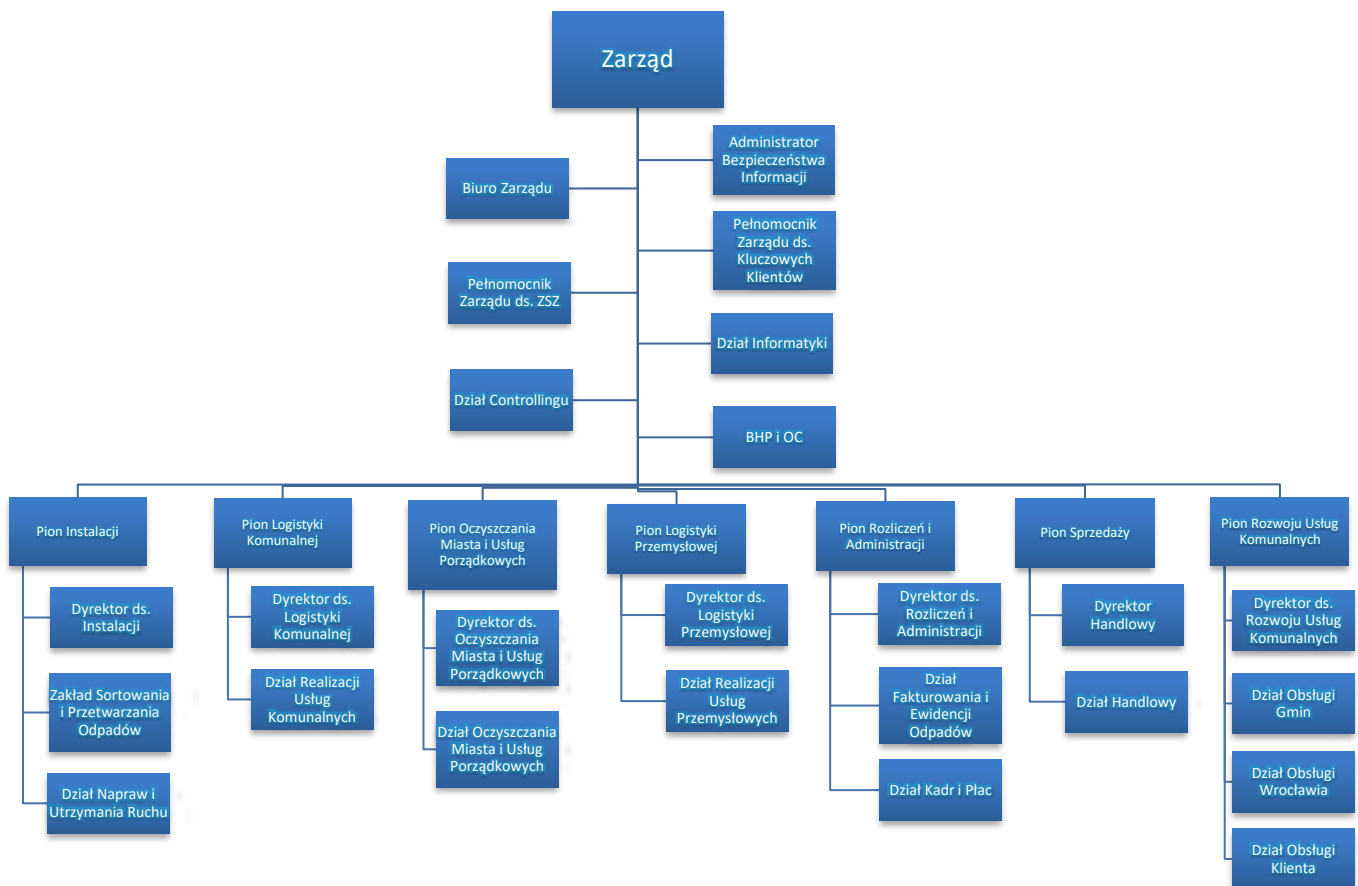 Zarząd
Administrator
Bezpieczeństwa
Informacji
Biuro Zarządu
Pełnomocnik
Zarządu ds.
Kluczowych
Klientów
Pełnomocnik
Zarządu ds. ZSZ
Dział Informatyki
Dział Controllingu
BHP i OC
Pion Instalacji
Dyrektor ds.
Instalacji
Zakład Sortowania
i Przetwarzania
Odpadów
Dział Napraw i
Utrzymania Ruchu
Pion Logistyki
Komunalnej
Dyrektor ds.
Logistyki
Komunalnej
Dział Realizacji
Usług
Komunalnych
Pion Oczyszczania
Miasta i Usług
Porządkowych
Dyrektor ds.
Oczyszczania
Miasta i Usług
Porządkowych
Dział Oczyszczania
Miasta i Usług
Porządkowych
Pion Logistyki
Przemysłowej
Dyrektor ds.
Logistyki
Przemysłowej
Dział Realizacji
Usług
Przemysłowych
Pion Rozliczeń i
Administracji
Dyrektor ds.
Rozliczeń i
Administracji
Dział
Fakturowania i
Ewidencji
Odpadów
Dział Kadr i Płac
Pion Sprzedaży
Dyrektor
Handlowy
Dział Handlowy
Pion Rozwoju Usług
Komunalnych
Dyrektor ds.
Rozwoju Usług
Komunalnych
Dział Obsługi
Gmin
Dział Obsługi
Wrocławia
Dział Obsługi
Klienta